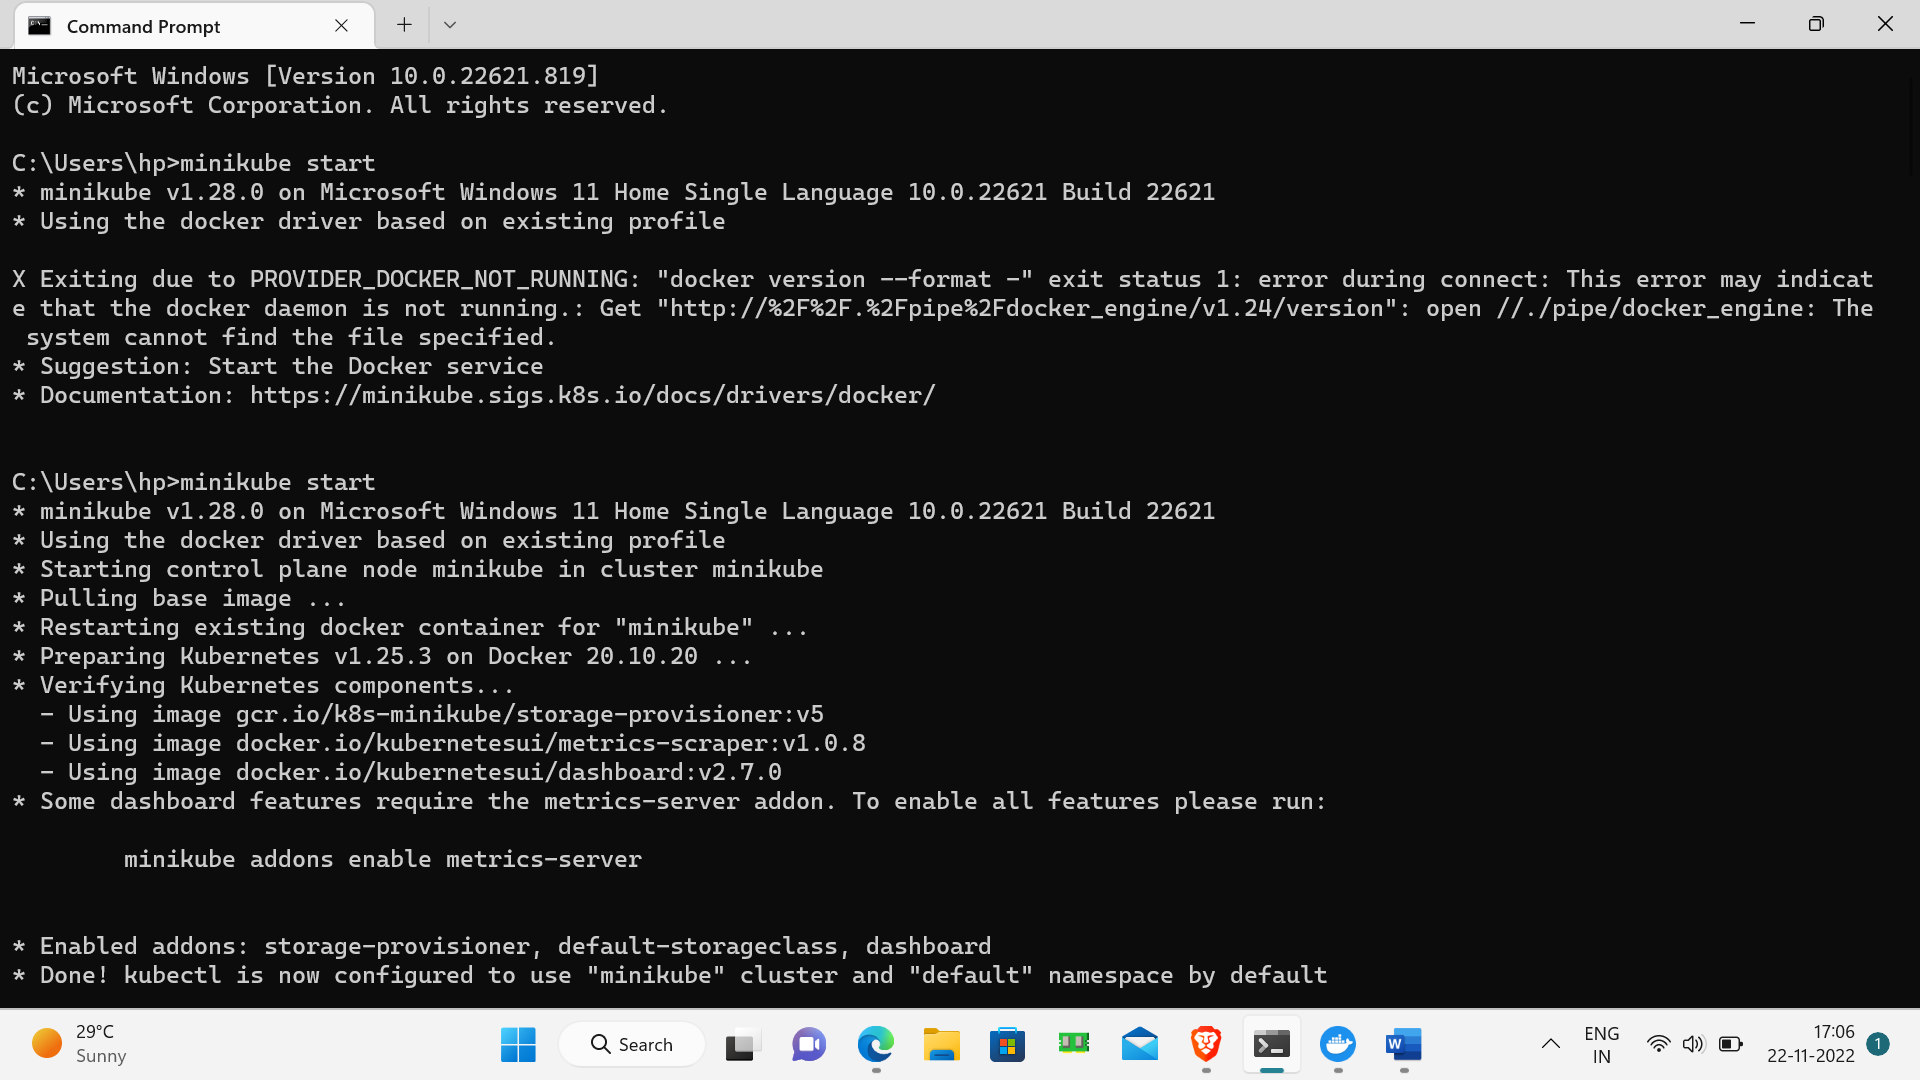 Command Prompt
Microsoft Windows [Version 10.0.22621.819]
(c) Microsoft Corporation. All rights reserved.
C:\Users\hp>minikube start
* minikube v1.28.0 on Microsoft Windows 11 Home Single Language 10.0.22621 Build 22621
* Using the docker driver based on existing profile
X Exiting due to PROVIDER_DOCKER_NOT_RUNNING: "docker version --format -" exit status 1: error during connect: This error may indicat
e that the docker daemon is not running.: Get "http://%2F%2F.%2Fpipe%2Fdocker_engine/v1.24/version": open //./pipe/docker_engine: The
 system cannot find the file specified.
* Suggestion: Start the Docker service
* Documentation: https://minikube.sigs.k8s.io/docs/drivers/docker/
C:\Users\hp>minikube start
* minikube v1.28.0 on Microsoft Windows 11 Home Single Language 10.0.22621 Build 22621
* Using the docker driver based on existing profile
* Starting control plane node minikube in cluster minikube
* Pulling base image ...
* Restarting existing docker container for "minikube" ...
* Preparing Kubernetes v1.25.3 on Docker 20.10.20 ...
* Verifying Kubernetes components...
  - Using image gcr.io/k8s-minikube/storage-provisioner:v5
  - Using image docker.io/kubernetesui/metrics-scraper:v1.0.8
  - Using image docker.io/kubernetesui/dashboard:v2.7.0
* Some dashboard features require the metrics-server addon. To enable all features please run:
        minikube addons enable metrics-server
* Enabled addons: storage-provisioner, default-storageclass, dashboard
* Done! kubectl is now configured to use "minikube" cluster and "default" namespace by default
29°C
Sunny
Search
W
ENG
IN
17:06
22-11-2022
1